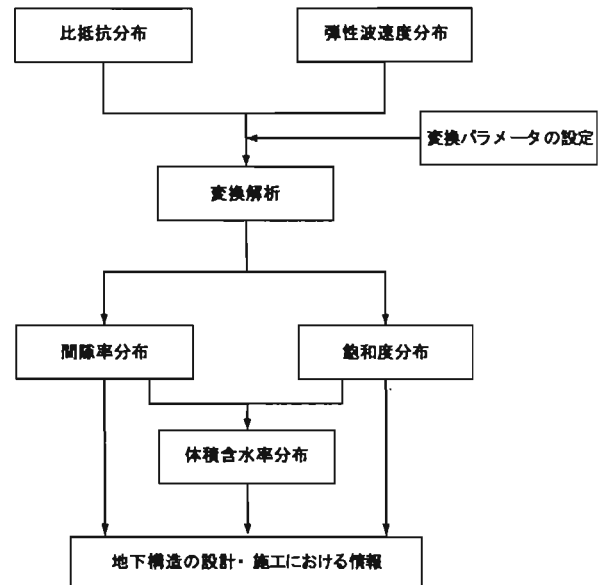 比抵抗分布
弾性波速度分布
変換パラメータの設定
変換解析
間隙率分布
飽和度分布
体積含水率分布
地下構造の設計・施工における情報